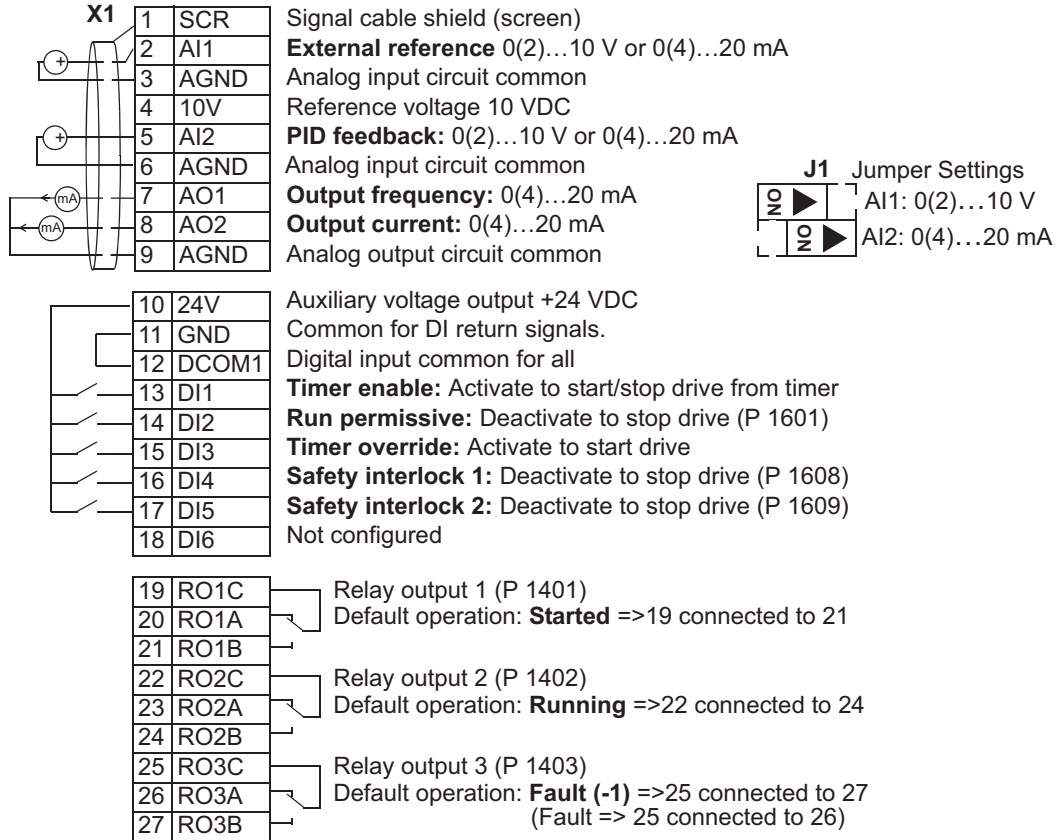 X1
1 SCR Signal cable shield (screen)
2 AI1 External reference 0(2)…10 V or 0(4)…20 mA
3 AGND Analog input circuit common
4 10V Reference voltage 10 VDC
5 AI2 PID feedback: 0(2)…10 V or 0(4)…20 mA
6 AGND Analog input circuit common
7 AO1 Output frequency: 0(4)…20 mA
8 AO2 Output current: 0(4)…20 mA
9 AGND Analog output circuit common
+
+
mA
mA
J1 Jumper Settings
ON AI1: 0(2)…10 V
ON AI2: 0(4)…20 mA
10 24V Auxiliary voltage output +24 VDC
11 GND Common for DI return signals.
12 DCOM1 Digital input common for all
13 DI1 Timer enable: Activate to start/stop drive from timer
14 DI2 Run permissive: Deactivate to stop drive (P 1601)
15 DI3 Timer override: Activate to start drive
16 DI4 Safety interlock 1: Deactivate to stop drive (P 1608)
17 DI5 Safety interlock 2: Deactivate to stop drive (P 1609)
18 DI6 Not configured
19 RO1C Relay output 1 (P 1401)
20 RO1A Default operation: Started =>19 connected to 21
21 RO1B
22 RO2C Relay output 2 (P 1402)
23 RO2A Default operation: Running =>22 connected to 24
24 RO2B
25 RO3C Relay output 3 (P 1403)
26 RO3A Default operation: Fault (-1) =>25 connected to 27
27 RO3B (Fault => 25 connected to 26)